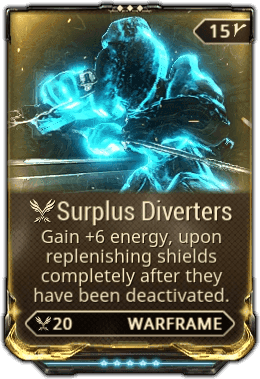 15
Surplus Diverters
Gain +6 energy, upon
replenishing shields
completely after they
have been deactivated.
20 WARFRAME